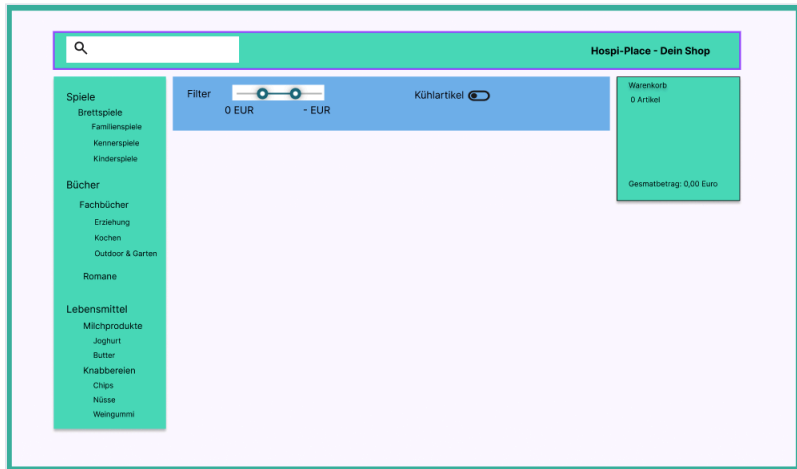 Hospi-Place - Dein Shop
Spiele
Brettspiele
Familienspiele
Kennerspiele
Kinderspiele
Bücher
Fachbücher
Erziehung
Kochen
Outdoor & Garten
Romane
Lebensmittel
Milchprodukte
Joghurt
Butter
Knabbereien
Chips
Nüsse
Weingummi
Filter
0 EUR - EUR
Kühlartikel
Warenkorb
0 Artikel
Gesmatbetrag: 0,00 Euro